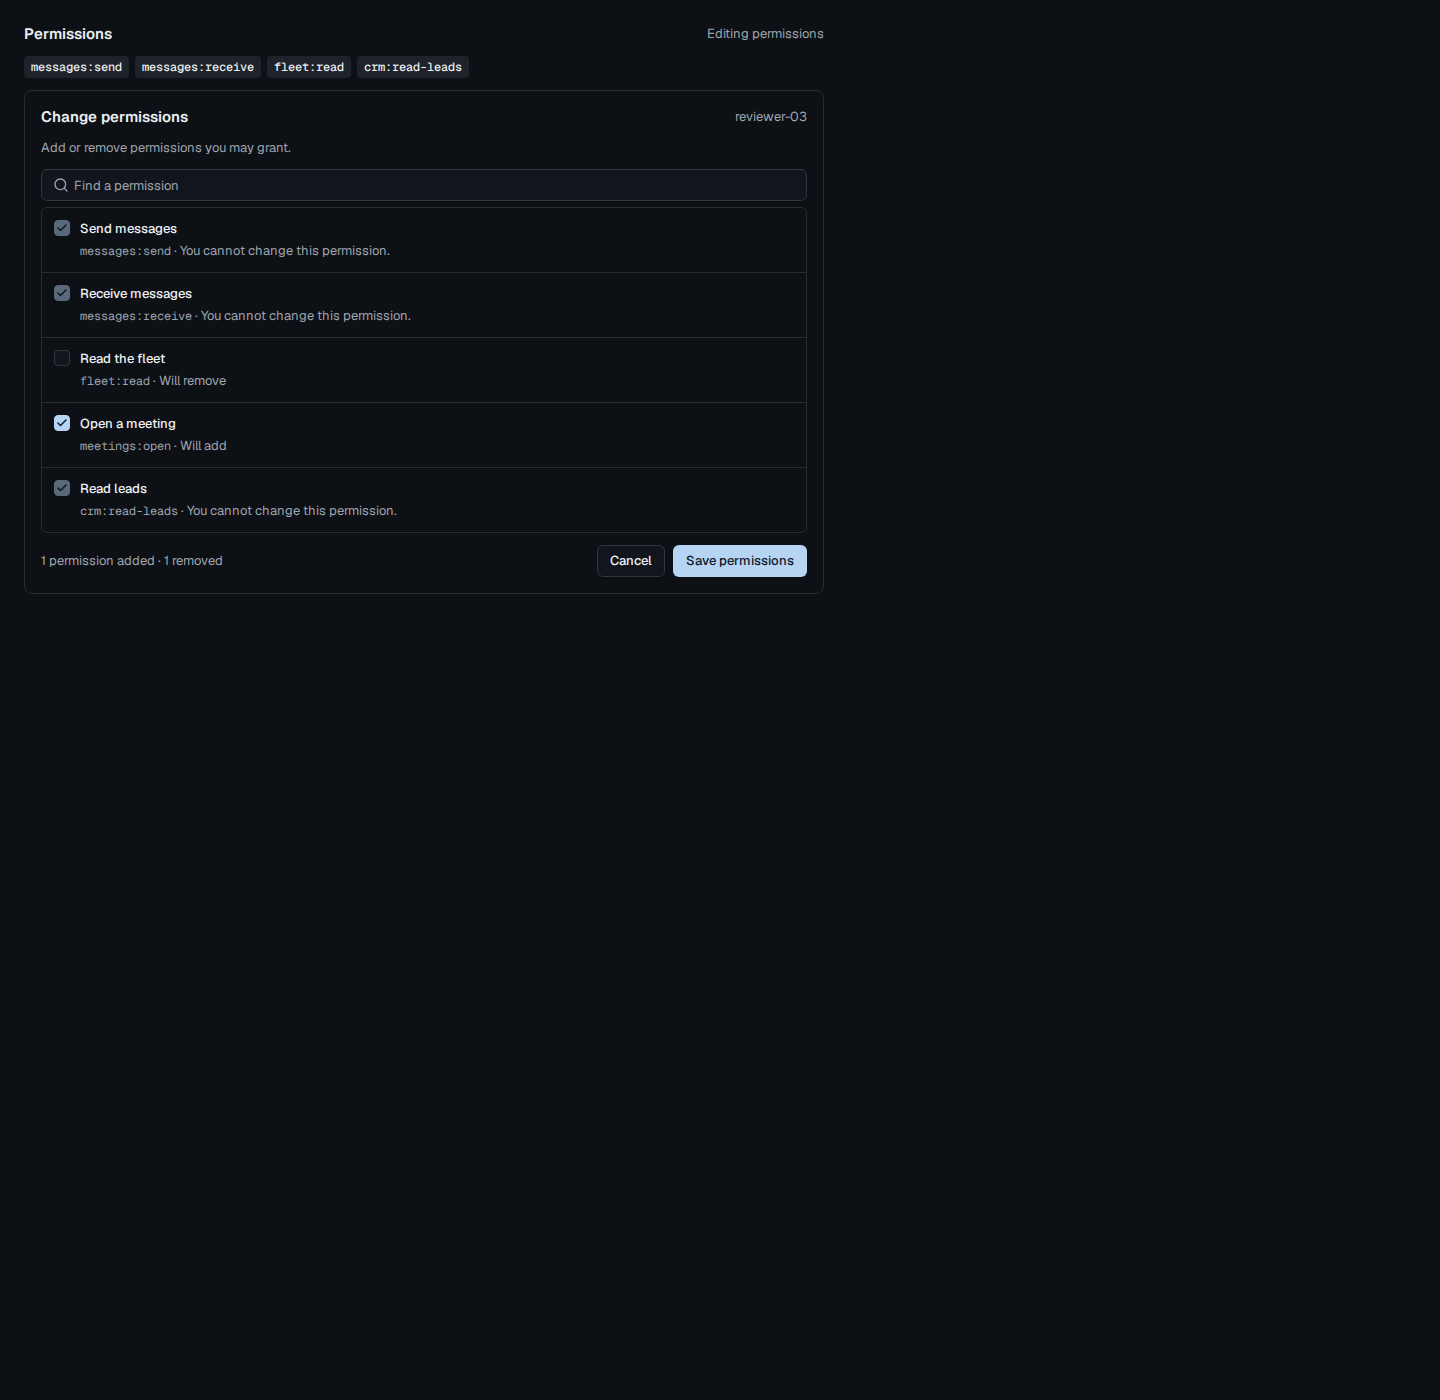 Permissions
Editing permissions
messages:send messages:receive fleet:read crm:read-leads
Change permissions
reviewer-03
Add or remove permissions you may grant.
Find a permission
Send messages
messages:send · You cannot change this permission.
Receive messages
messages:receive · You cannot change this permission.
Read the fleet
fleet:read · Will remove
Open a meeting
meetings:open · Will add
Read leads
crm:read-leads · You cannot change this permission.
1 permission added · 1 removed
Cancel
Save permissions